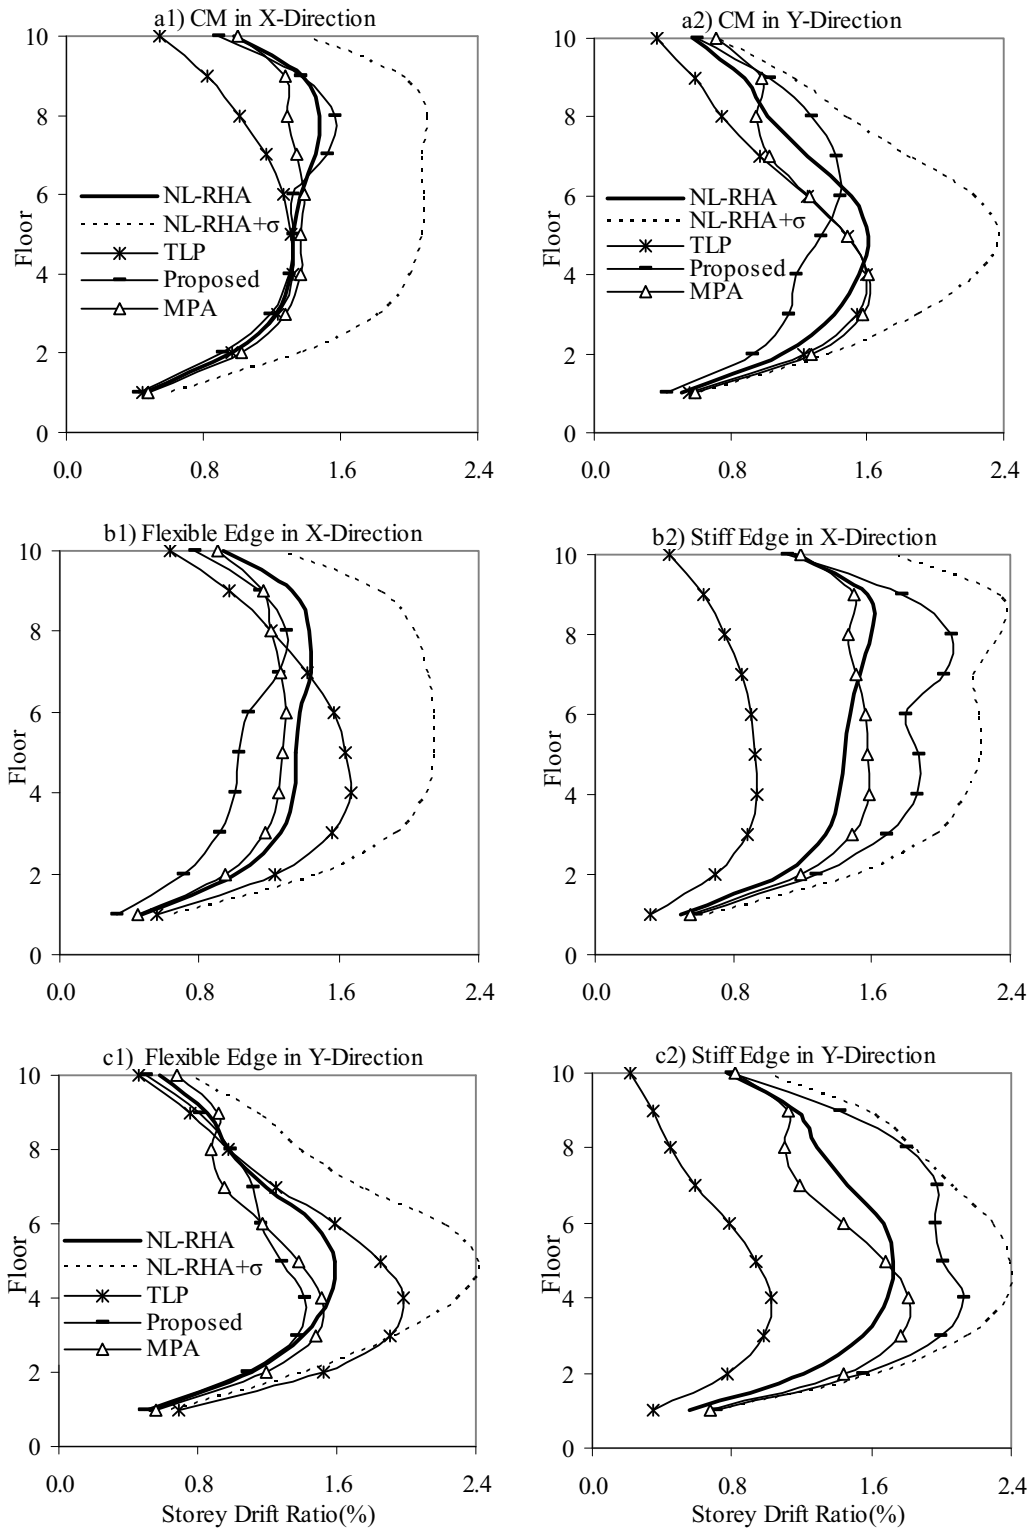 a1) CM in X-Direction
10
8
6
4
2
0
Floor
NL-RHA
NL-RHA+σ
TLP
Proposed
MPA
0.0 0.8 1.6 2.4
a2) CM in Y-Direction
10
8
6
4
2
0
Floor
NL-RHA
NL-RHA+σ
TLP
Proposed
MPA
0.0 0.8 1.6 2.4
b1) Flexible Edge in X-Direction
10
8
6
4
2
0
Floor
0.0 0.8 1.6 2.4
b2) Stiff Edge in X-Direction
10
8
6
4
2
0
Floor
0.0 0.8 1.6 2.4
c1) Flexible Edge in Y-Direction
10
8
6
4
2
0
Floor
NL-RHA
NL-RHA+σ
TLP
Proposed
MPA
0.0 0.8 1.6 2.4
Storey Drift Ratio(%)
c2) Stiff Edge in Y-Direction
10
8
6
4
2
0
Floor
0.0 0.8 1.6 2.4
Storey Drift Ratio(%)